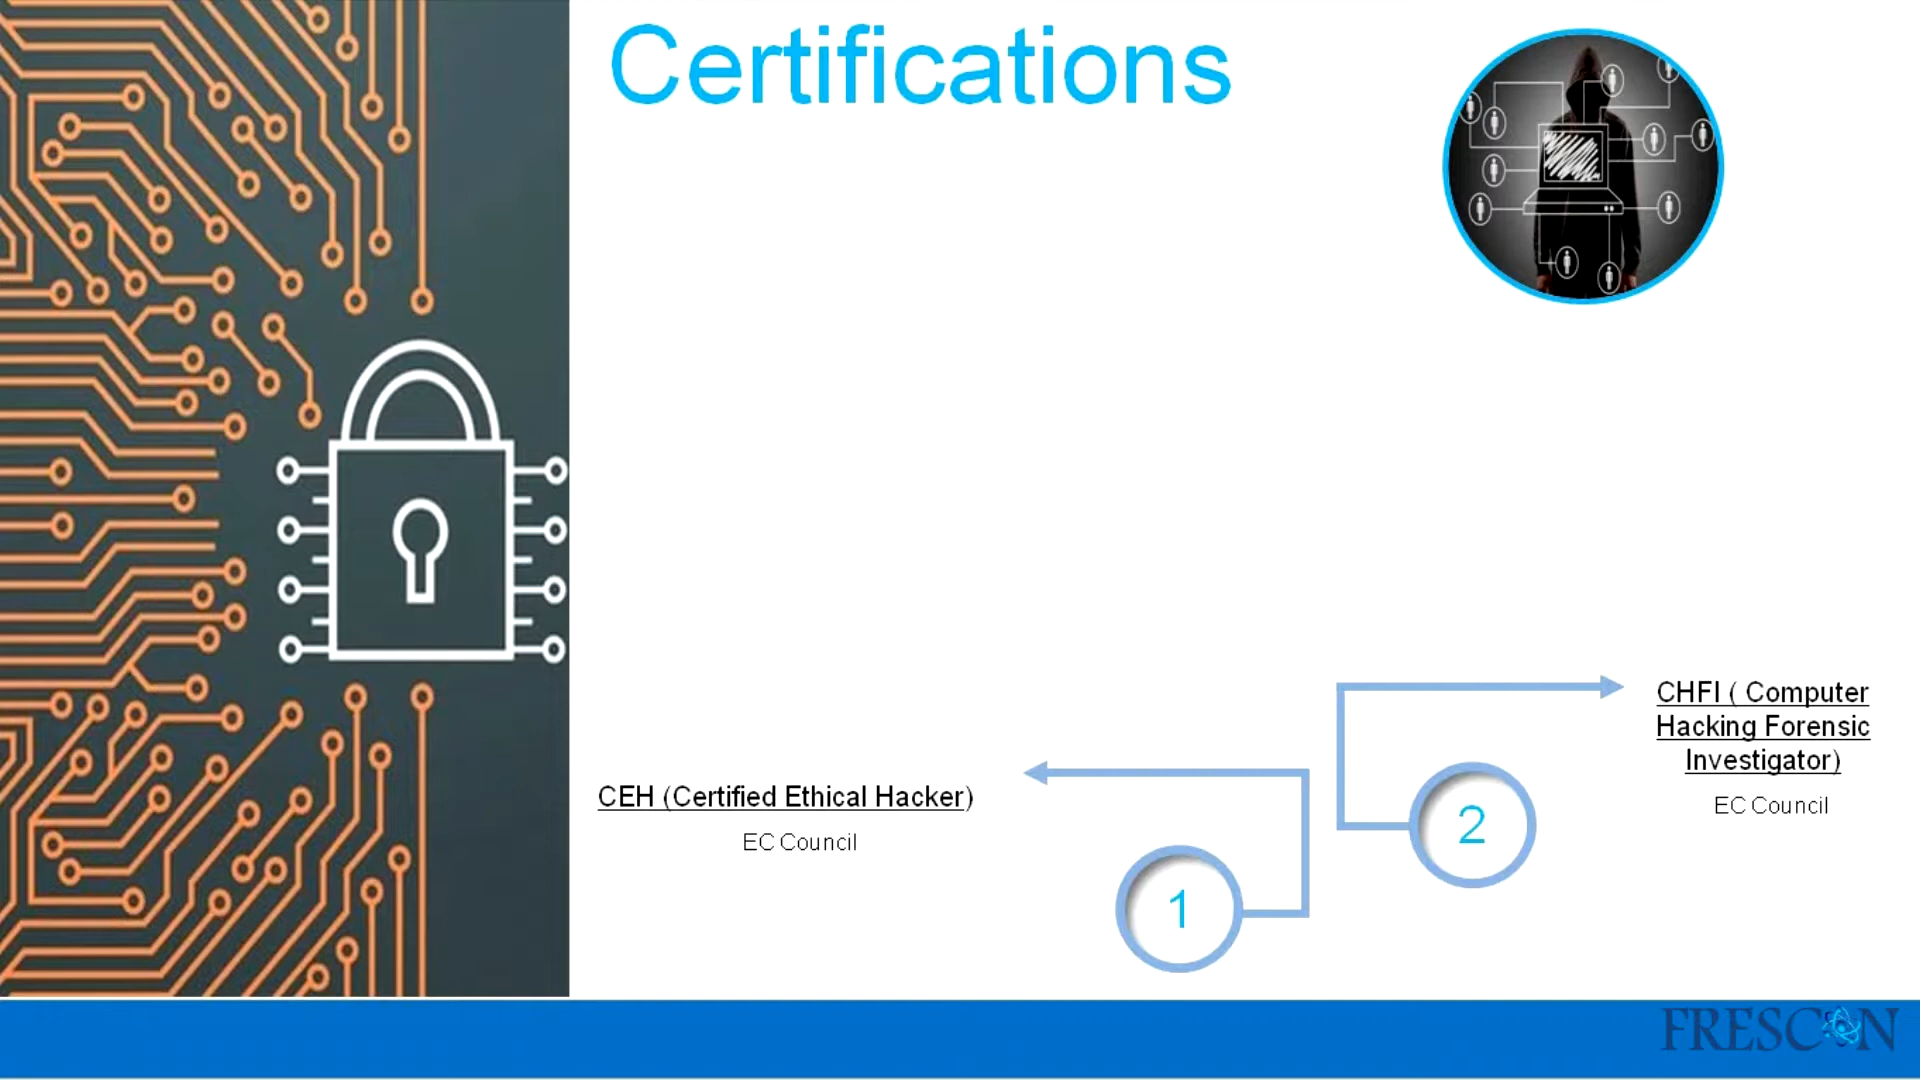 Certifications
CEH (Certified Ethical Hacker)
EC Council
1
2
CHFI ( Computer
Hacking Forensic
Investigator)
EC Council
FRESCON